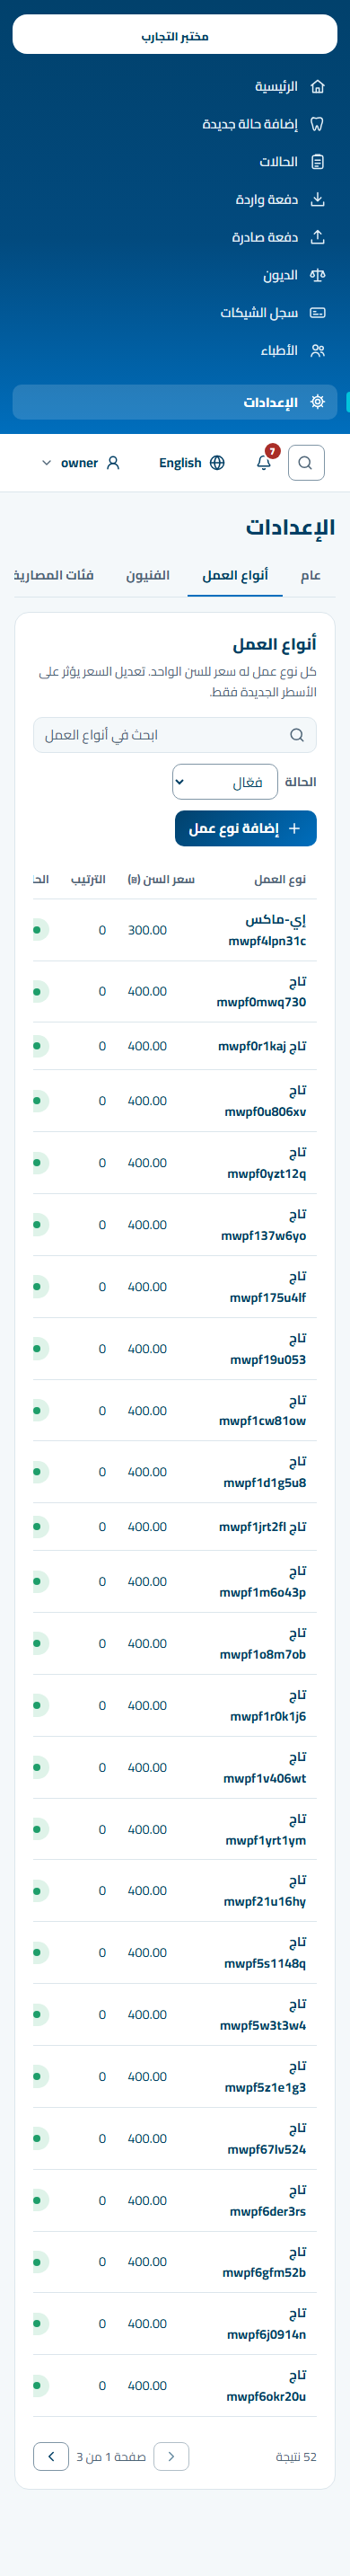 مختبر التجارب
الرئيسية
إضافة حالة جديدة
الحالات
دفعة واردة
دفعة صادرة
الديون
سجل الشيكات
الأطباء
الإعدادات
7
English
owner
الإعدادات
عام
أنواع العمل
الفنيون
فئات المصاريف
أنواع العمل
كل نوع عمل له سعر للسن الواحد. تعديل السعر يؤثر على
الأسطر الجديدة فقط.
ابحث في أنواع العمل
الحالة
فعّال
إضافة نوع عمل
نوع العمل سعر السن (₪) الترتيب
إي-ماكس
mwpf4lpn31c 300.00 0
تاج
mwpf0mwq730 400.00 0
تاج mwpf0r1kaj 400.00 0
تاج
mwpf0u806xv 400.00 0
تاج
mwpf0yzt12q 400.00 0
تاج
mwpf137w6yo 400.00 0
تاج
mwpf175u4lf 400.00 0
تاج
mwpf19u053 400.00 0
تاج
mwpf1cw81ow 400.00 0
تاج
mwpf1d1g5u8 400.00 0
تاج mwpf1jrt2fl 400.00 0
تاج
mwpf1m6o43p 400.00 0
تاج
mwpf1o8m7ob 400.00 0
تاج
mwpf1r0k1j6 400.00 0
تاج
mwpf1v406wt 400.00 0
تاج
mwpf1yrt1ym 400.00 0
تاج
mwpf21u16hy 400.00 0
تاج
mwpf5s1148q 400.00 0
تاج
mwpf5w3t3w4 400.00 0
تاج
mwpf5z1e1g3 400.00 0
تاج
mwpf67lv524 400.00 0
تاج
mwpf6der3rs 400.00 0
تاج
mwpf6gfm52b 400.00 0
تاج
mwpf6j0914n 400.00 0
تاج
mwpf6okr20u 400.00 0
52 نتيجة
صفحة 1 من 3